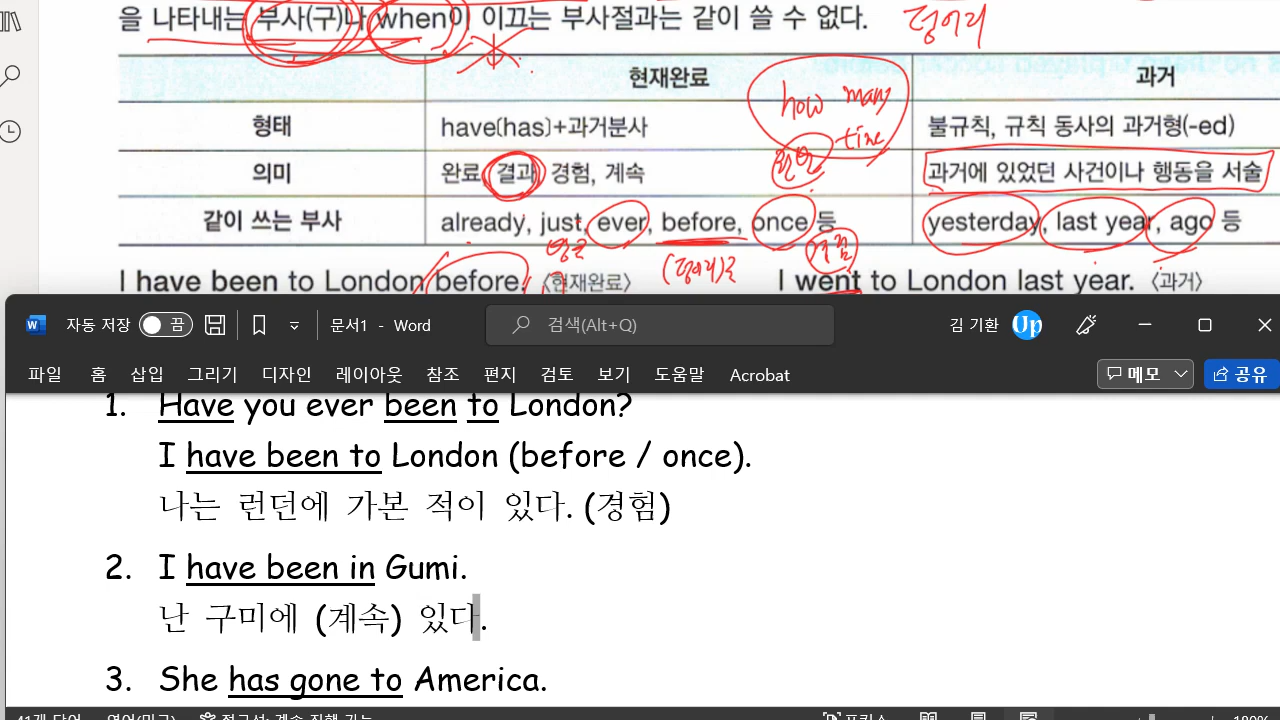 을 나타내는 부사(구)나 when이 이끄는 부사절과는 같이 쓸 수 없다. 덩어리
현재완료 과거
how many
time
형태 have(has)+과거분사 불규칙, 규칙 동사의 과거형(-ed)
의미 완료, 결과, 경험, 계속 과거에 있었던 사건이나 행동을 서술
같이 쓰는 부사 already, just, ever, before, once 등 yesterday, last year, ago 등
(덩어리)로
I have been to London before. 〈현재완료〉 I went to London last year. 〈과거〉
자동 저장 끔 문서1 - Word 검색(Alt+Q) 김 기환 Up
파일 홈 삽입 그리기 디자인 레이아웃 참조 편지 검토 보기 도움말 Acrobat 메모 공유
1. Have you ever been to London?
I have been to London (before / once).
나는 런던에 가본 적이 있다. (경험)
2. I have been in Gumi.
난 구미에 (계속) 있다.
3. She has gone to America.